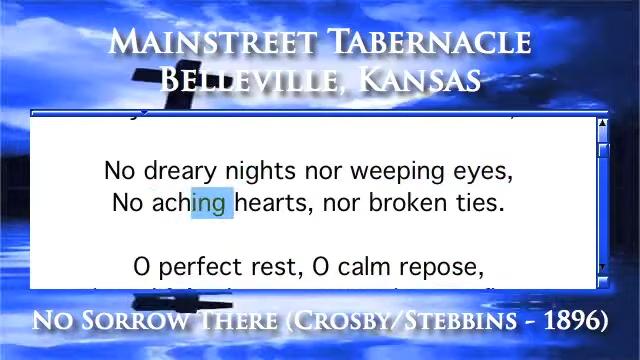 Mainstreet Tabernacle
Belleville, Kansas
No dreary nights nor weeping eyes,
No aching hearts, nor broken ties.
O perfect rest, O calm repose,
No Sorrow There (Crosby/Stebbins - 1896)